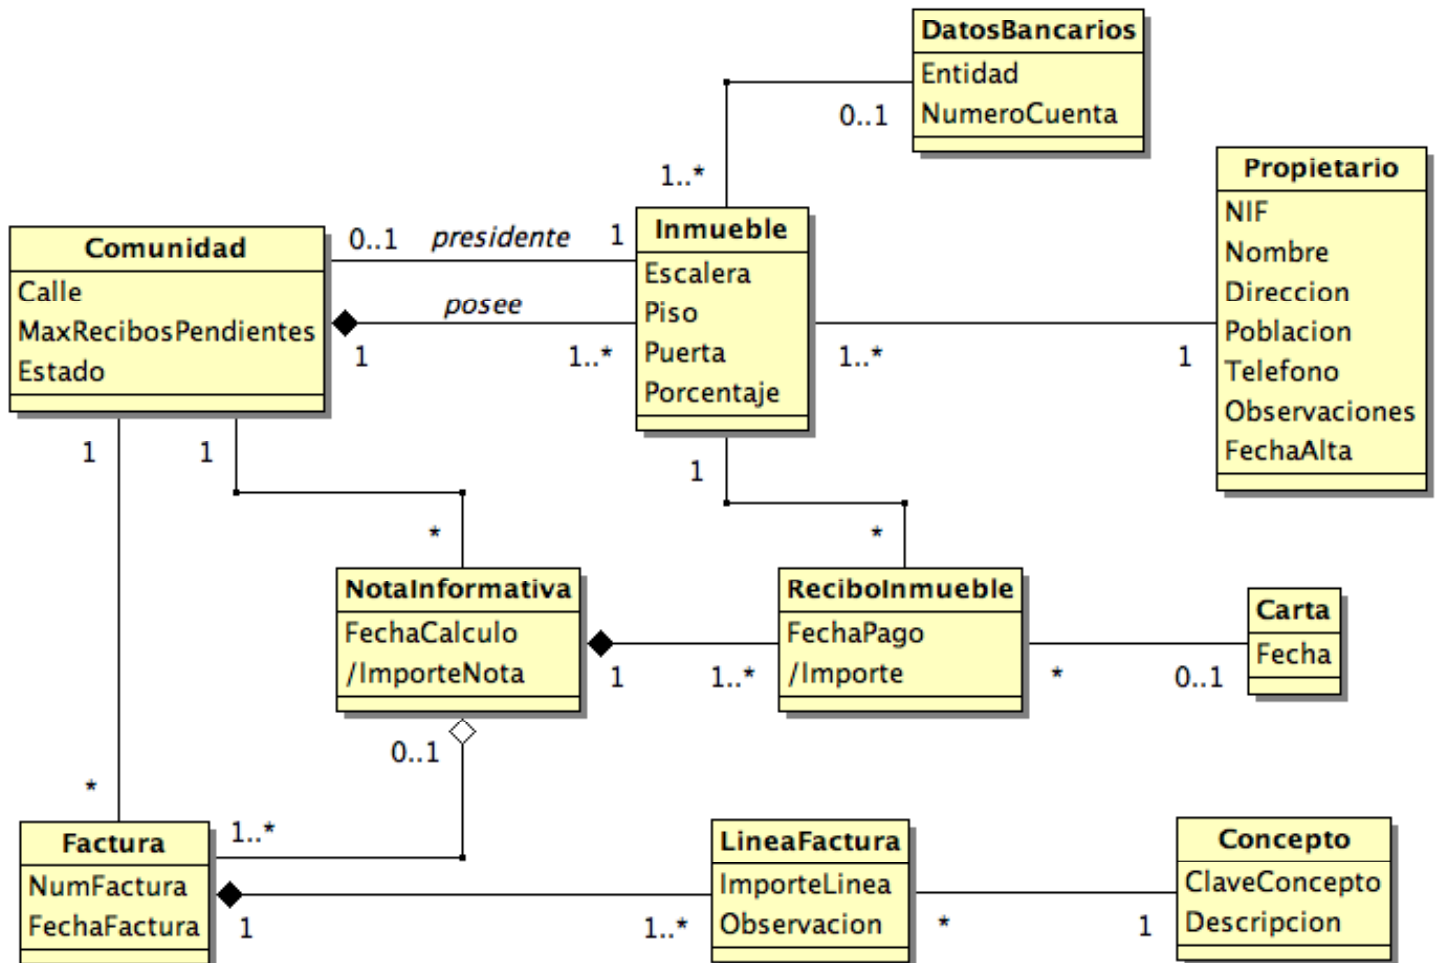 DatosBancarios
Entidad
NumeroCuenta
0..1
1..*
Propietario
NIF
Nombre
Direccion
Poblacion
Telefono
Observaciones
FechaAlta
Comunidad
Calle
MaxRecibosPendientes
Estado
0..1 presidente 1
posee
1 1..*
Inmueble
Escalera
Piso
Puerta
Porcentaje
1..* 1
1 1
1
*
*
NotaInformativa
FechaCalculo
/ImporteNota
1 1..*
ReciboInmueble
FechaPago
/Importe
* 0..1
Carta
Fecha
0..1
*
1..*
Factura
NumFactura
FechaFactura
1 1..*
LineaFactura
ImporteLinea
Observacion
* 1
Concepto
ClaveConcepto
Descripcion